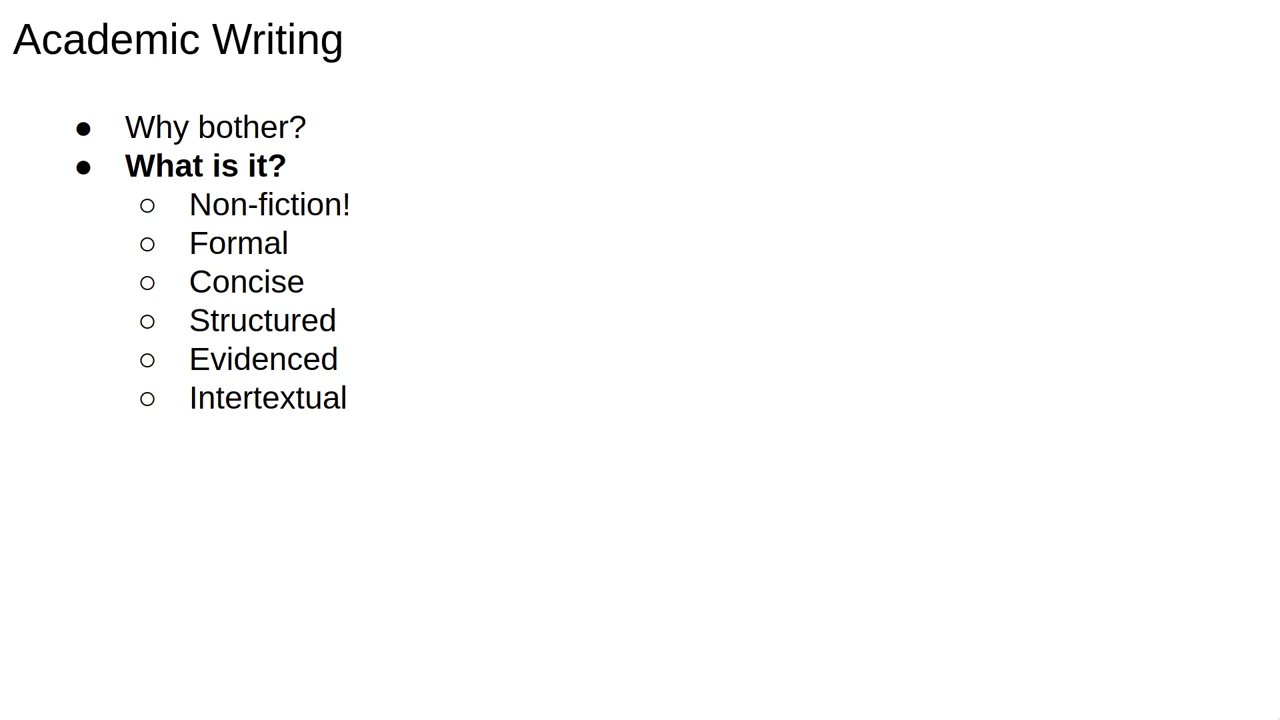 Academic Writing
● Why bother?
● What is it?
○ Non-fiction!
○ Formal
○ Concise
○ Structured
○ Evidenced
○ Intertextual